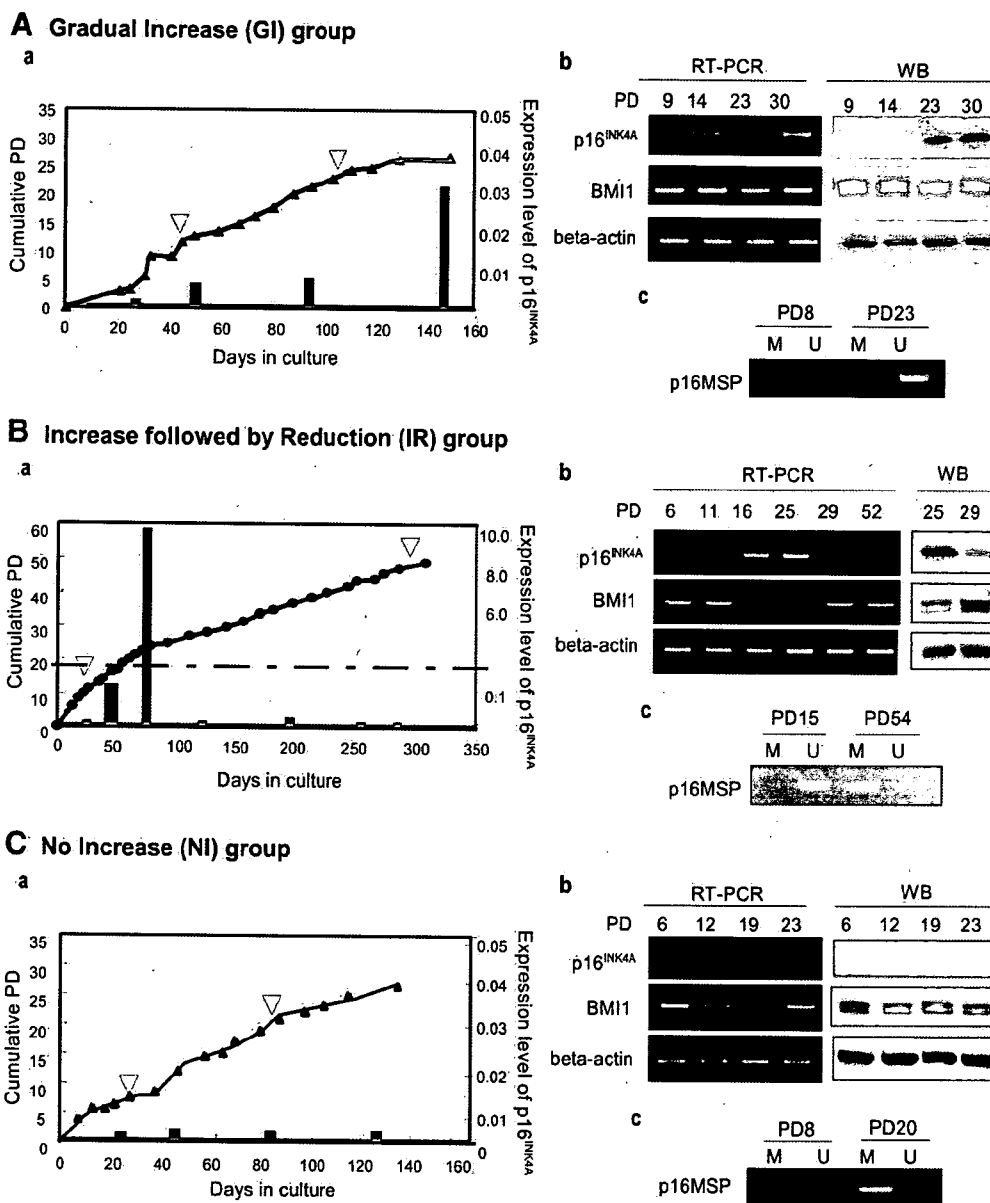 A Gradual Increase (GI) group
a
Cumulative PD
35
30
25
20
15
10
5
0
0 20 40 60 80 100 120 140 160
Days in culture
0.05
0.04
0.03
0.02
0.01
Expression level of p16INK4A
b
RT-PCR WB
PD 9 14 23 30 9 14 23 30
p16INK4A
BMI1
beta-actin
c
PD8 PD23
M U M U
p16MSP
B Increase followed by Reduction (IR) group
a
Cumulative PD
60
50
40
30
20
10
0
0 50 100 150 200 250 300 350
Days in culture
10.0
8.0
6.0
0.1
Expression level of p16INK4A
b
RT-PCR WB
PD 6 11 16 25 29 52 25 29
p16INK4A
BMI1
beta-actin
c
PD15 PD54
M U M U
p16MSP
C No Increase (NI) group
a
Cumulative PD
35
30
25
20
15
10
5
0
0 20 40 60 80 100 120 140 160
Days in culture
0.05
0.04
0.03
0.02
0.01
0
Expression level of p16INK4A
b
RT-PCR WB
PD 6 12 19 23 6 12 19 23
p16INK4A
BMI1
beta-actin
c
PD8 PD20
M U M U
p16MSP